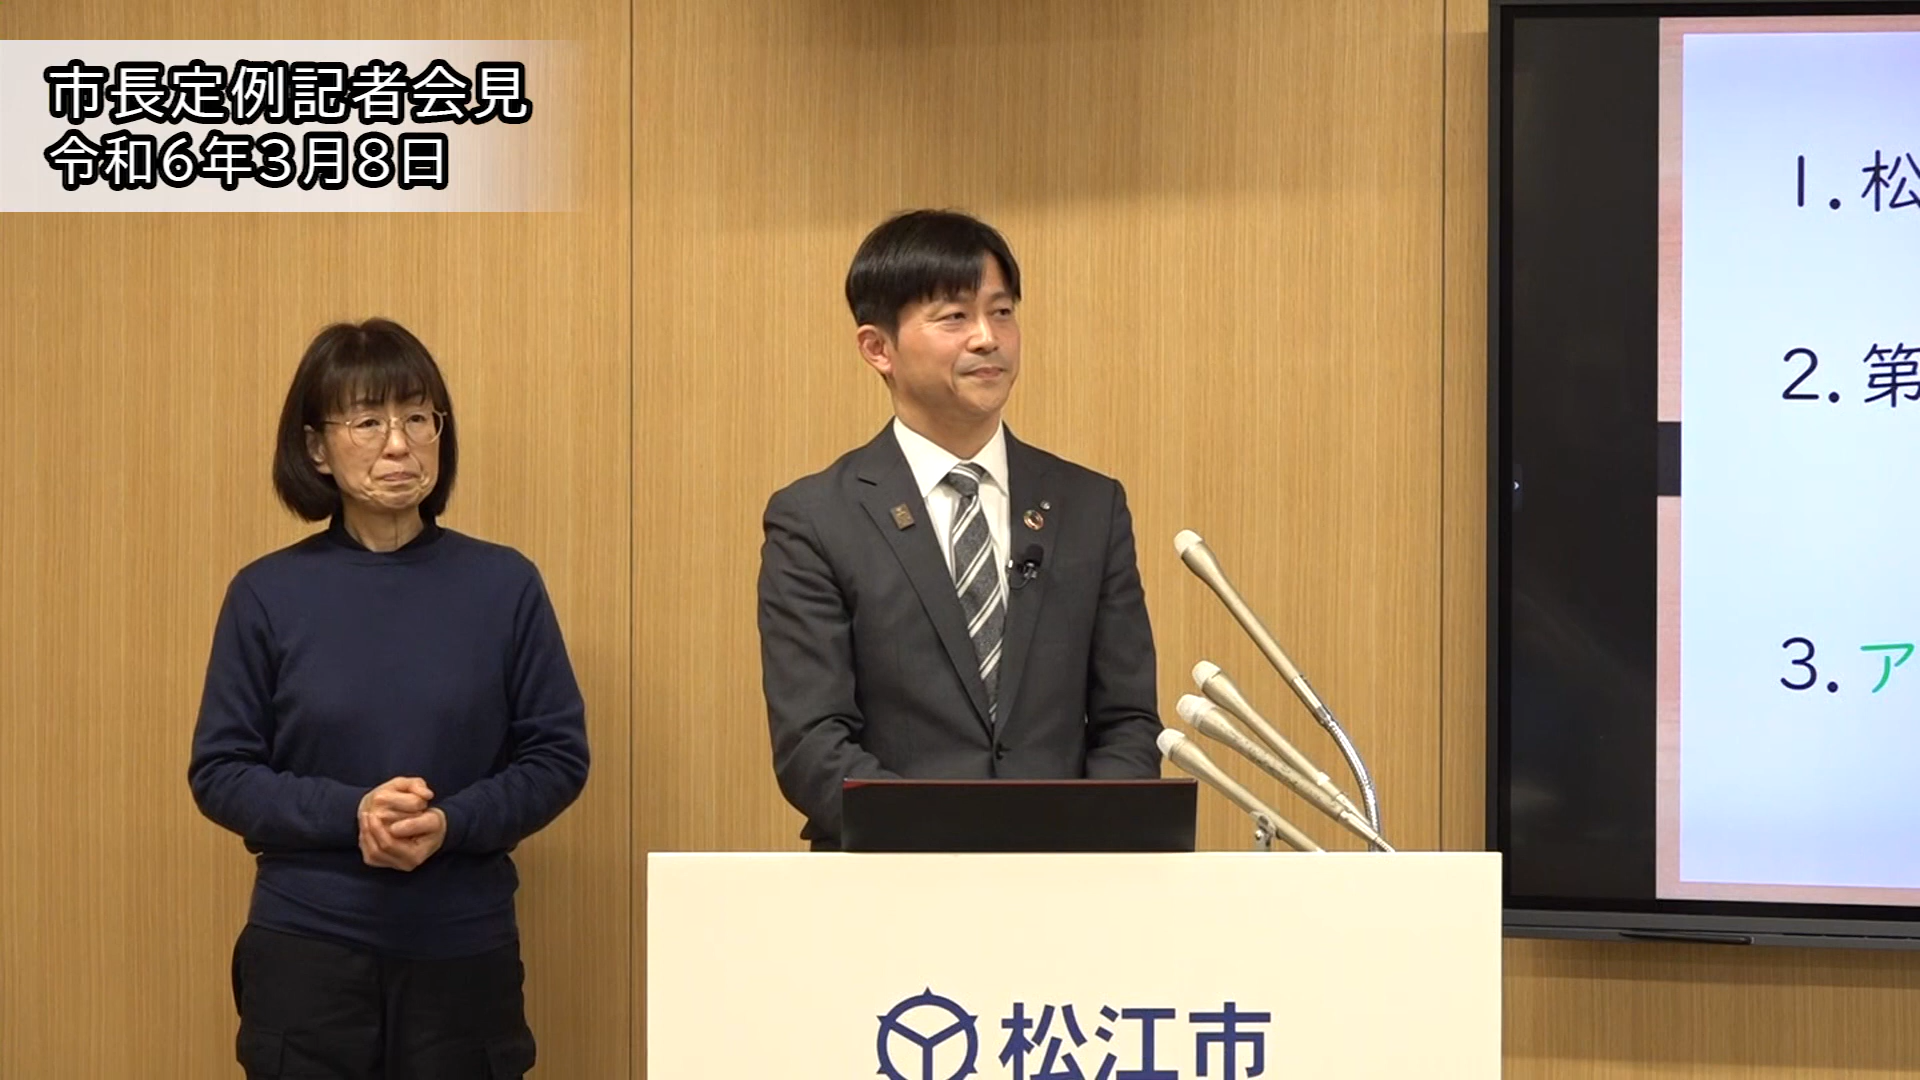 市長定例記者会見
令和6年3月8日
1. 松
2. 第
3. ア
松江市